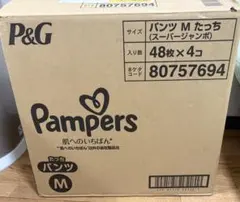 80757694
P&G
サイズ
パンツ M たっち
(スーパージャンボ)
入り数
48枚×4コ
80757694
Pampers
肌へのいちばん
たっち
パンツ
M